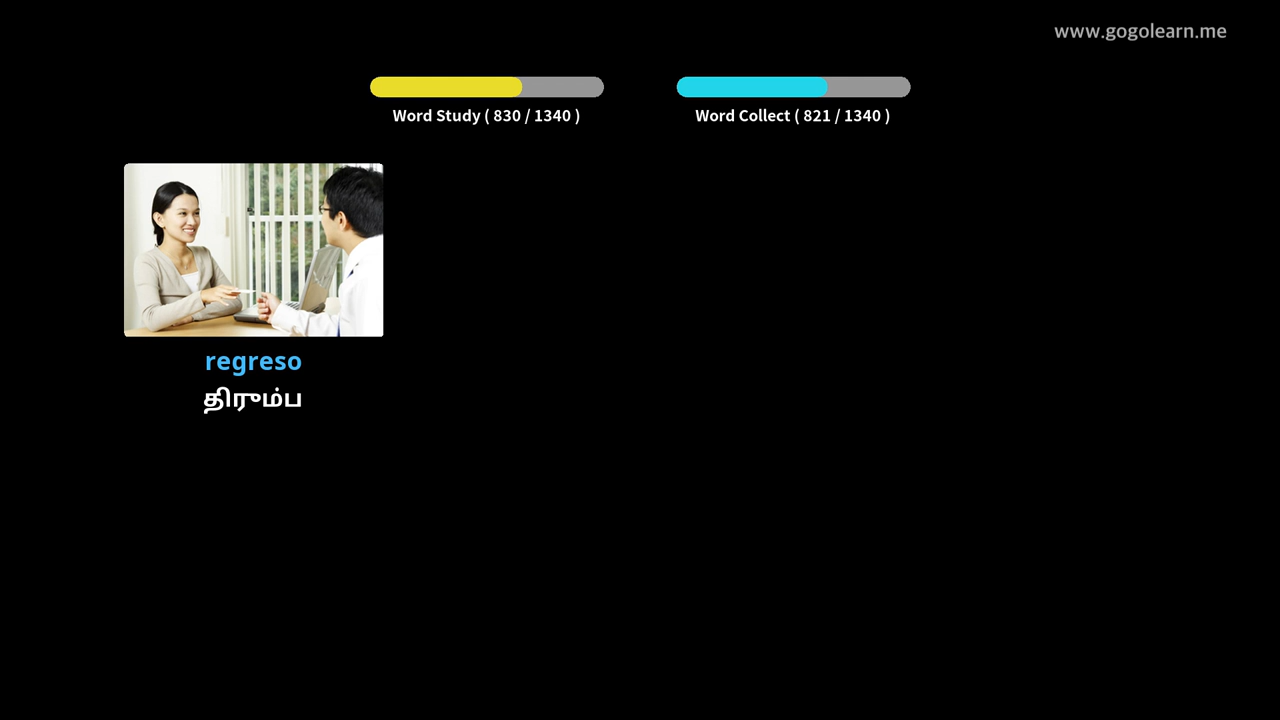 www.gogolearn.me
Word Study ( 830 / 1340 )
Word Collect ( 821 / 1340 )
regreso
திரும்ப